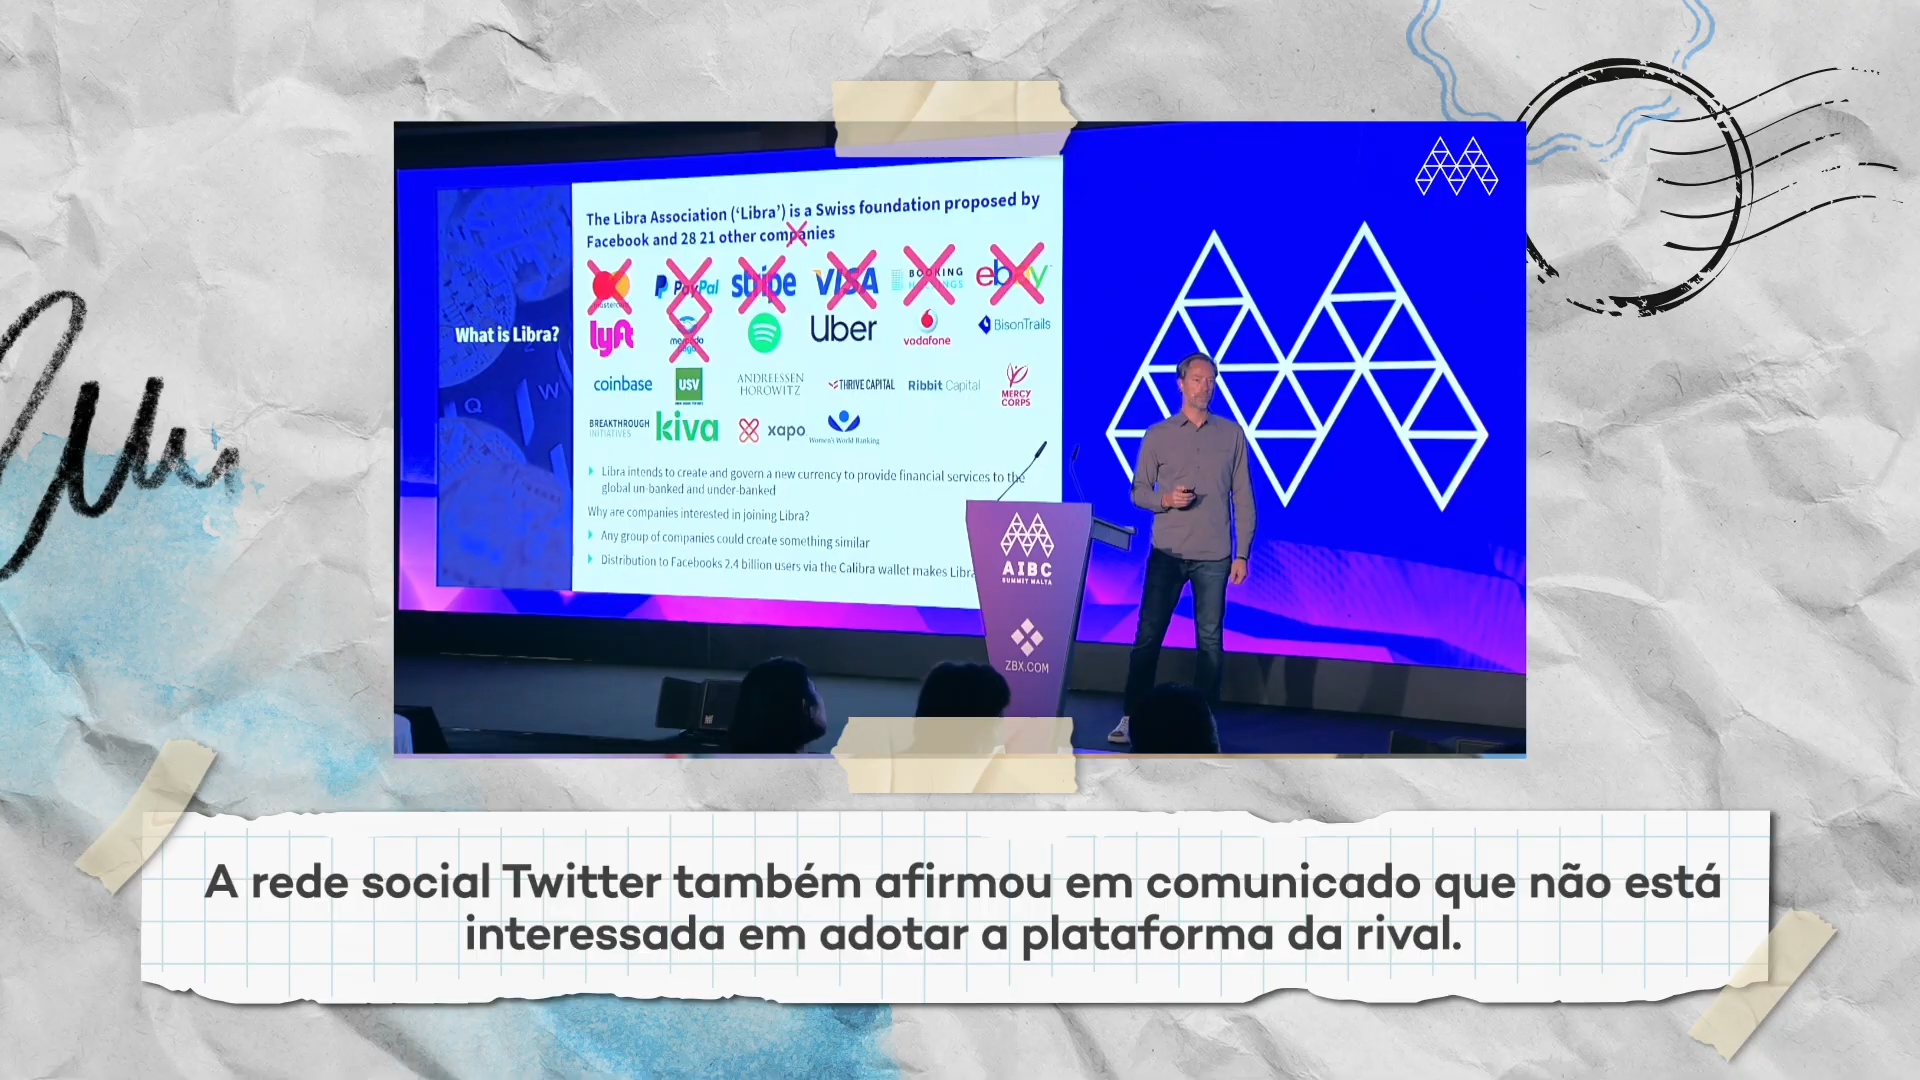 The Libra Association ('Libra') is a Swiss foundation proposed by
Facebook and 28 21 other companies
What is Libra?
mastercard PayPal stripe VISA BOOKING HOLDINGS ebay
lyft mercado pago Uber vodafone BisonTrails
coinbase USV ANDREESSEN HOROWITZ THRIVE CAPITAL Ribbit Capital MERCY CORPS
BREAKTHROUGH INITIATIVES kiva xapo Women's World Banking
Libra intends to create and govern a new currency to provide financial services to the
global un-banked and under-banked
Why are companies interested in joining Libra?
Any group of companies could create something similar
Distribution to Facebooks 2.4 billion users via the Calibra wallet makes Libra
AIBC
SUMMIT MALTA
ZBX.COM
A rede social Twitter também afirmou em comunicado que não está
interessada em adotar a plataforma da rival.